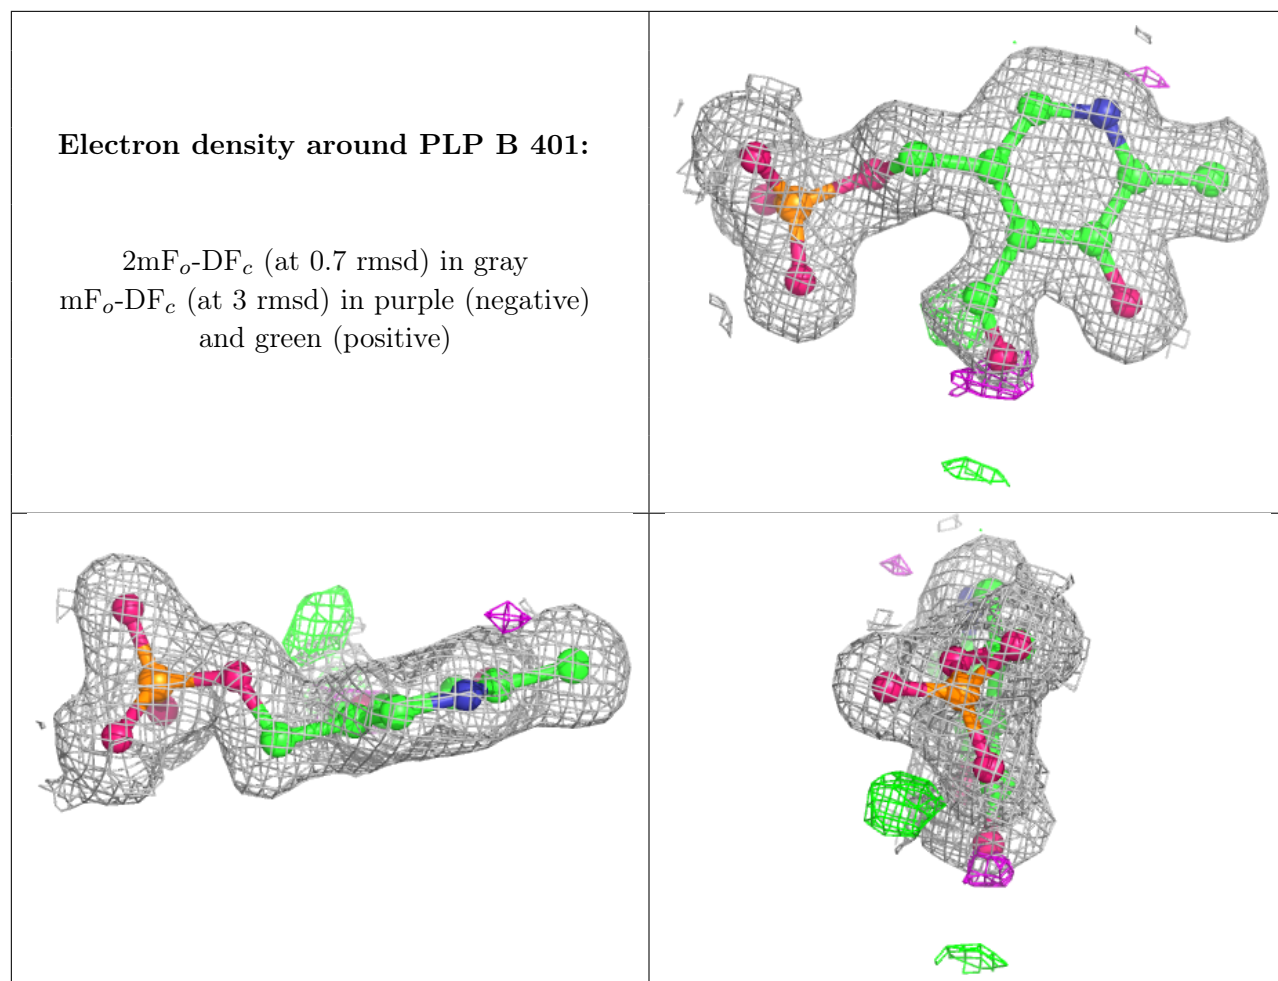 Electron density around PLP B 401:
2mFo-DFc (at 0.7 rmsd) in gray
mFo-DFc (at 3 rmsd) in purple (negative)
and green (positive)